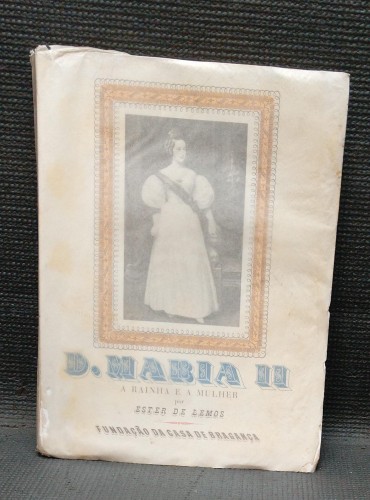 D. MARIA II
A RAINHA E A MULHER
por
ESTER DE LEMOS
FUNDAÇÃO DA CASA DE BRAGANÇA